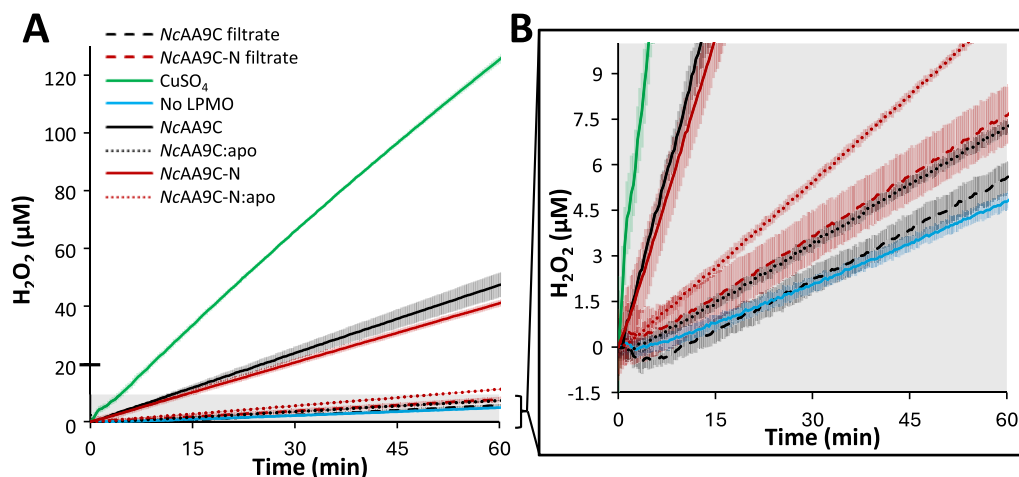 A
B
NcAA9C filtrate
NcAA9C-N filtrate
CuSO₄
No LPMO
NcAA9C
NcAA9C:apo
NcAA9C-N
NcAA9C-N:apo
H₂O₂ (µM)
120
100
80
60
40
20
0
0
15
30
45
60
Time (min)
H₂O₂ (µM)
9
7.5
6
4.5
3
1.5
0
-1.5
0
15
30
45
60
Time (min)